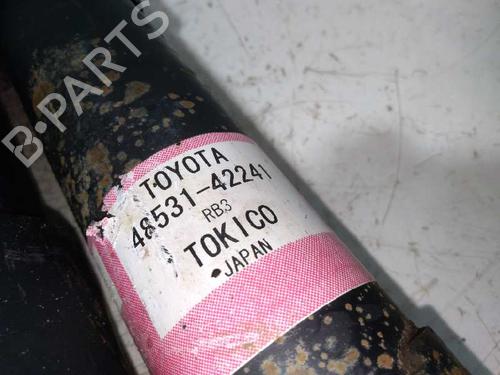 B-PARTS
TOYOTA
48531-42241
RB3
TOKICO
JAPAN